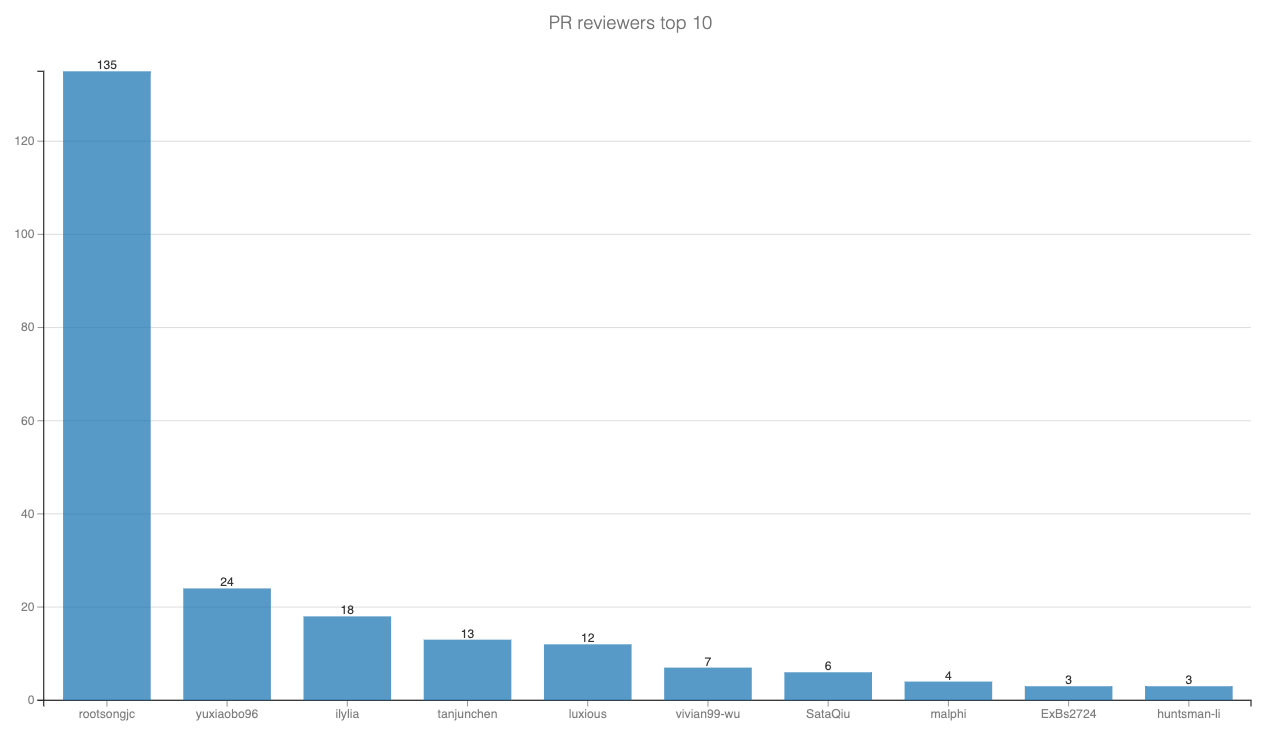 PR reviewers top 10
135
120
100
80
60
40
24
20
18
13
12
7
6
4
3
3
0
rootsongjc
yuxiaobo96
ilylia
tanjunchen
luxious
vivian99-wu
SataQiu
malphi
ExBs2724
huntsman-li